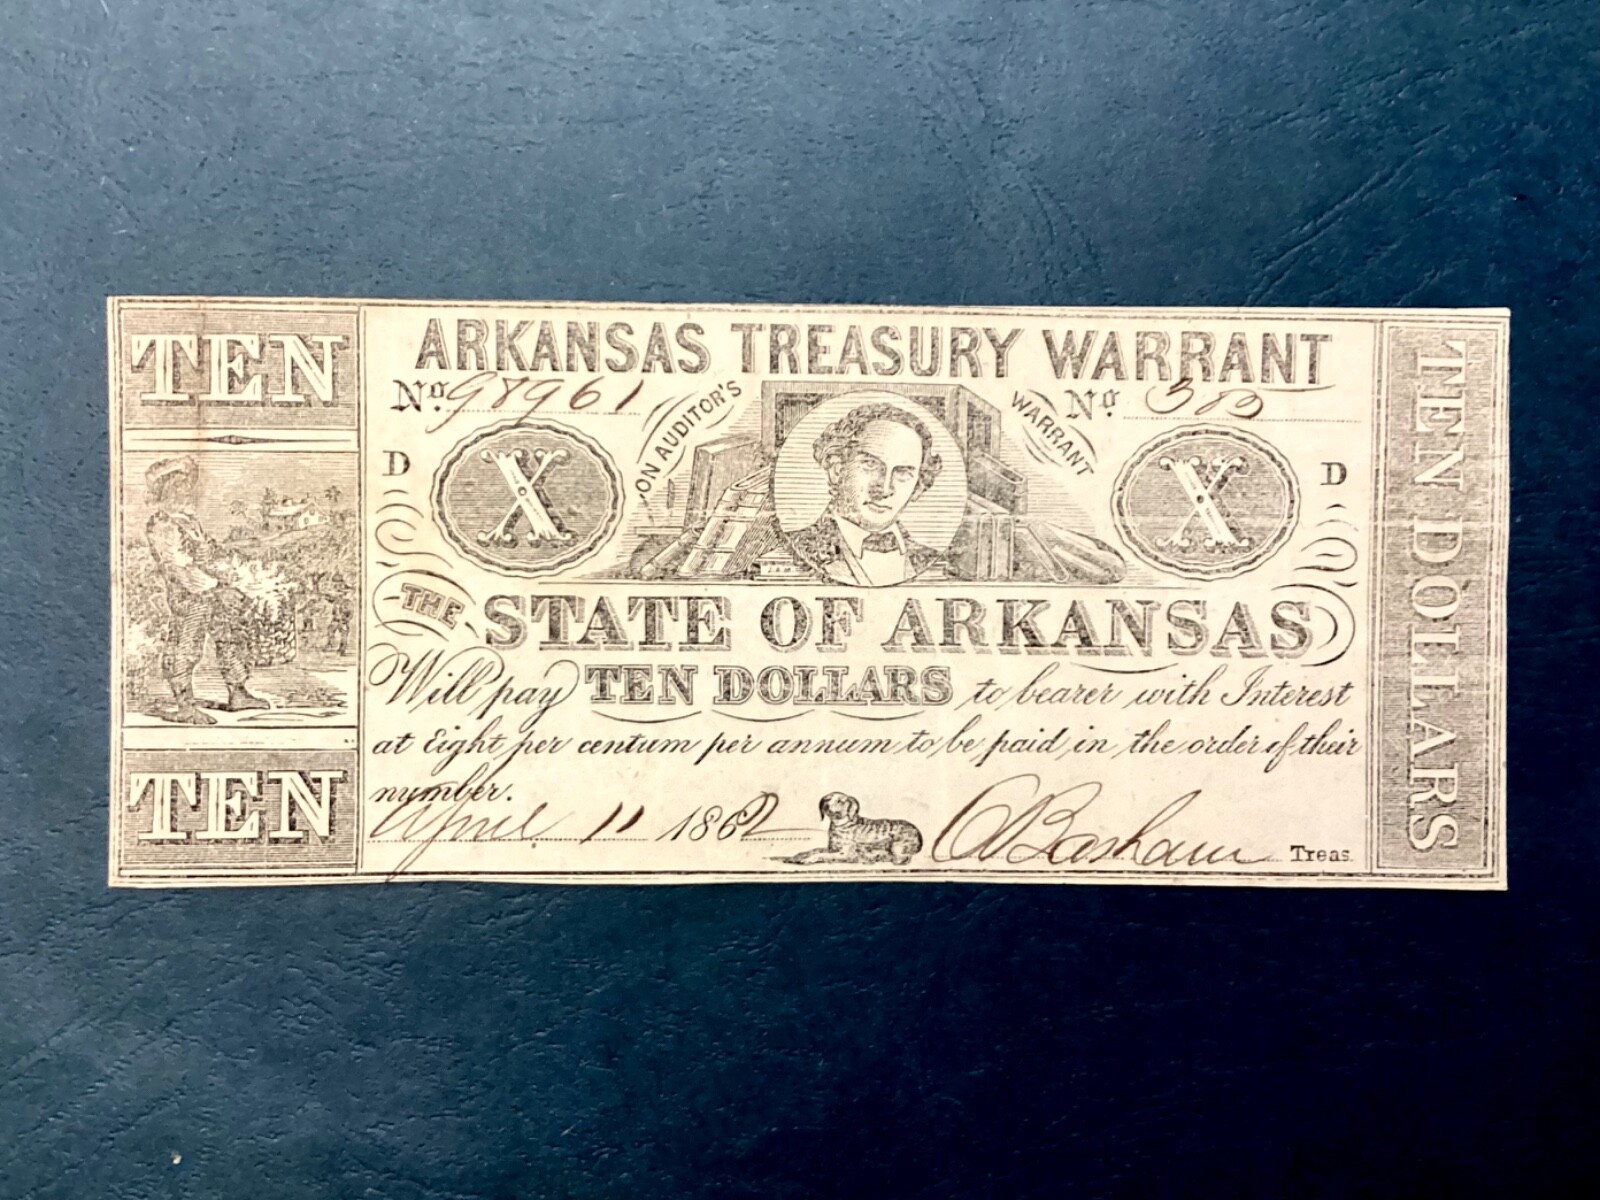 TEN
ARKANSAS TREASURY WARRANT
No. 98961
ON AUDITOR'S
WARRANT
No.
D
X
X
D
THE STATE OF ARKANSAS
Will pay TEN DOLLARS to bearer with Interest
at Eight per centum per annum to be paid in the order of their
number.
TEN
April 11 1862
O Basham Treas.
TEN DOLLARS